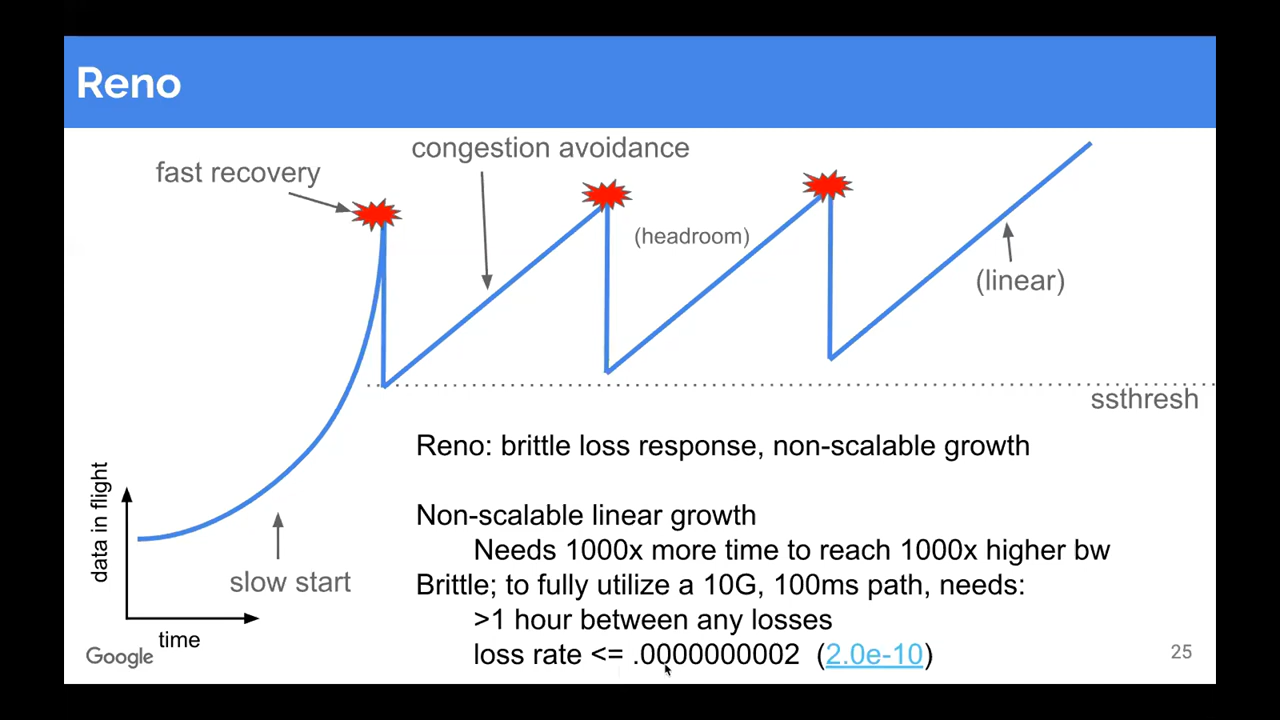 Reno
congestion avoidance
fast recovery
(headroom)
(linear)
ssthresh
Reno: brittle loss response, non-scalable growth
data in flight
Non-scalable linear growth
Needs 1000x more time to reach 1000x higher bw
slow start
Brittle; to fully utilize a 10G, 100ms path, needs:
>1 hour between any losses
time
loss rate <= .0000000002 (2.0e-10)
Google
25